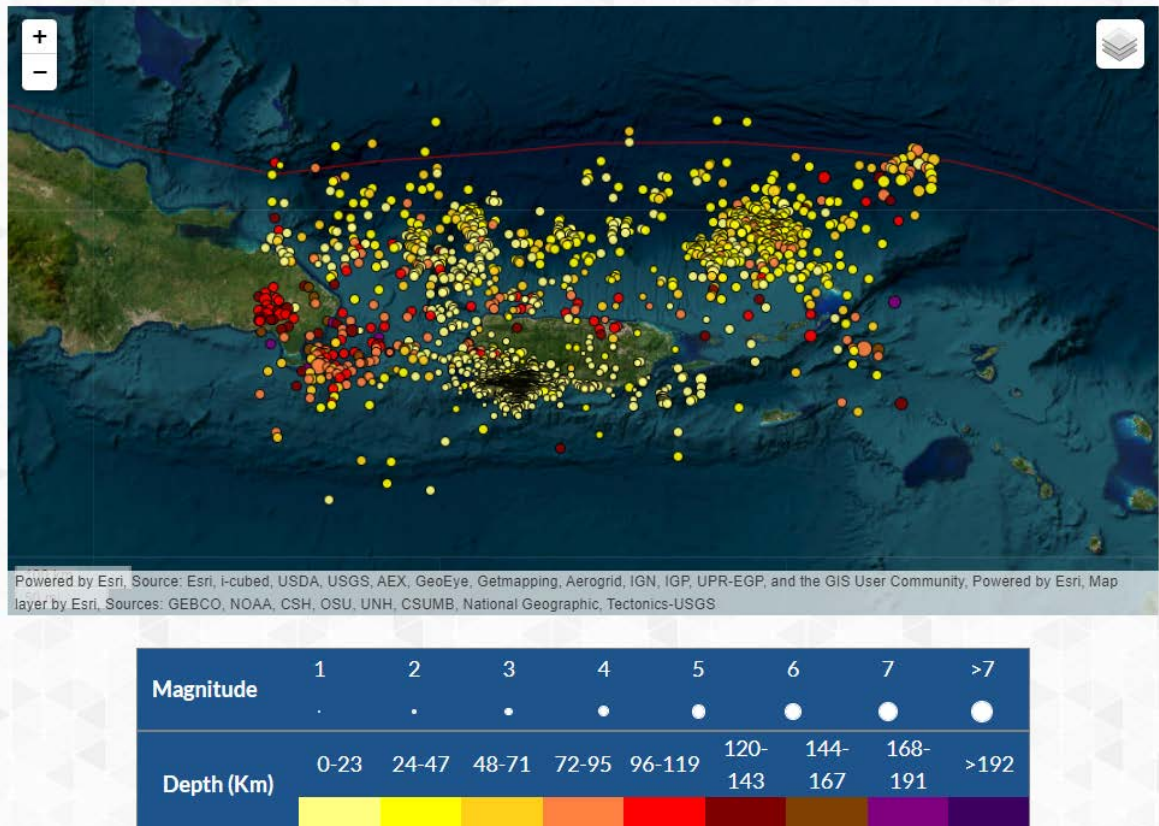 +
−
Powered by Esri, Source: Esri, i-cubed, USDA, USGS, AEX, GeoEye, Getmapping, Aerogrid, IGN, IGP, UPR-EGP, and the GIS User Community, Powered by Esri, Map
layer by Esri, Sources: GEBCO, NOAA, CSH, OSU, UNH, CSUMB, National Geographic, Tectonics-USGS
Magnitude 1 2 3 4 5 6 7 >7
Depth (Km) 0-23 24-47 48-71 72-95 96-119 120-143 144-167 168-191 >192